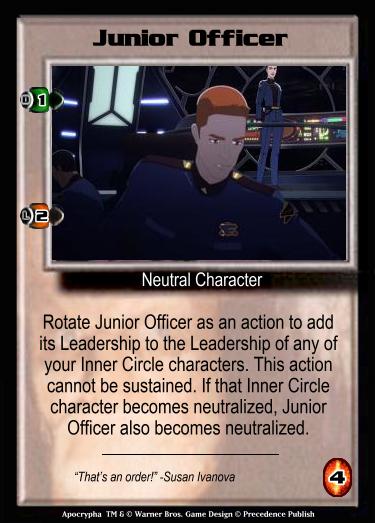 Junior Officer
D 1
L 2
Neutral Character
Rotate Junior Officer as an action to add
its Leadership to the Leadership of any of
your Inner Circle characters. This action
cannot be sustained. If that Inner Circle
character becomes neutralized, Junior
Officer also becomes neutralized.
“That’s an order!” -Susan Ivanova
4
Apocrypha TM & © Warner Bros. Game Design © Precedence Publish